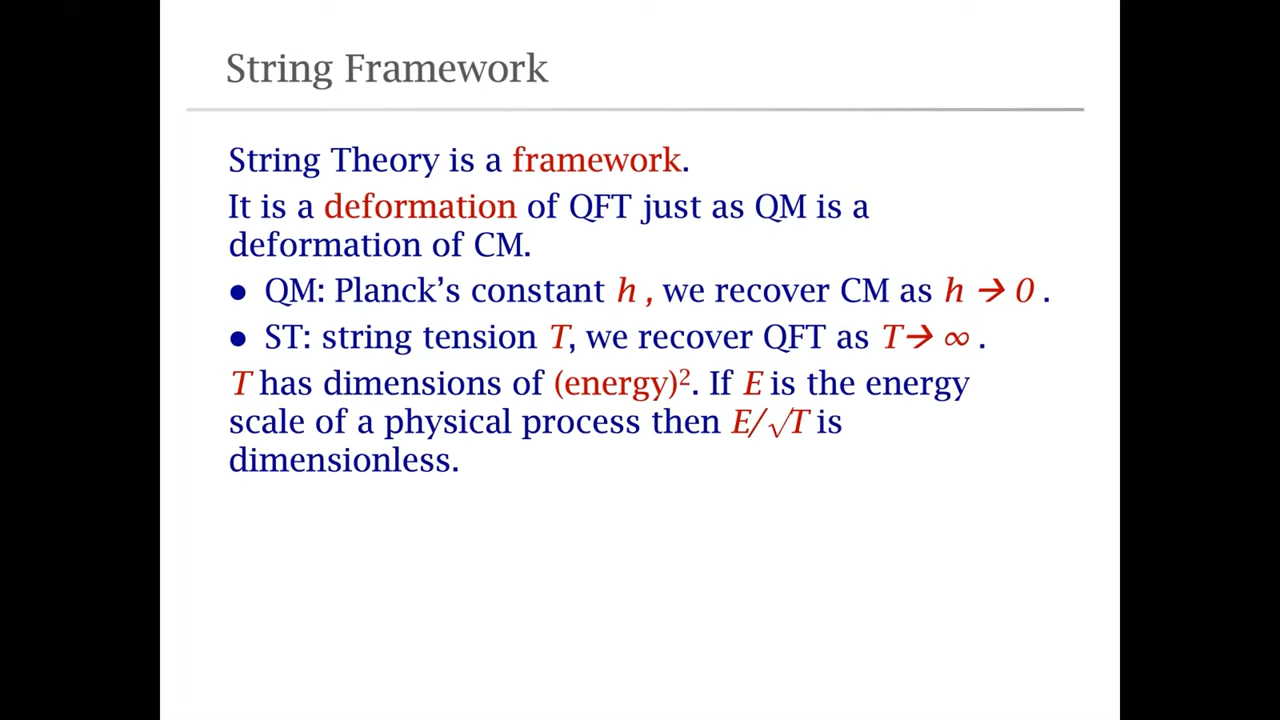 String Framework
String Theory is a framework.
It is a deformation of QFT just as QM is a
deformation of CM.
• QM: Planck's constant h , we recover CM as h → 0 .
• ST: string tension T, we recover QFT as T→ ∞ .
T has dimensions of (energy)². If E is the energy
scale of a physical process then E/√T is
dimensionless.